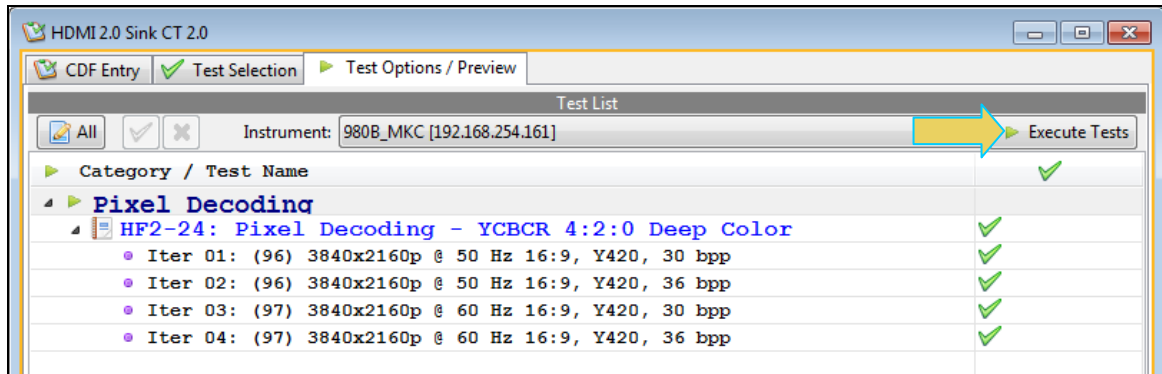 HDMI 2.0 Sink CT 2.0
CDF Entry Test Selection Test Options / Preview
Test List
All Instrument: 980B_MKC [192.168.254.161] Execute Tests
Category / Test Name
Pixel Decoding
HF2-24: Pixel Decoding - YCBCR 4:2:0 Deep Color
Iter 01: (96) 3840x2160p @ 50 Hz 16:9, Y420, 30 bpp
Iter 02: (96) 3840x2160p @ 50 Hz 16:9, Y420, 36 bpp
Iter 03: (97) 3840x2160p @ 60 Hz 16:9, Y420, 30 bpp
Iter 04: (97) 3840x2160p @ 60 Hz 16:9, Y420, 36 bpp